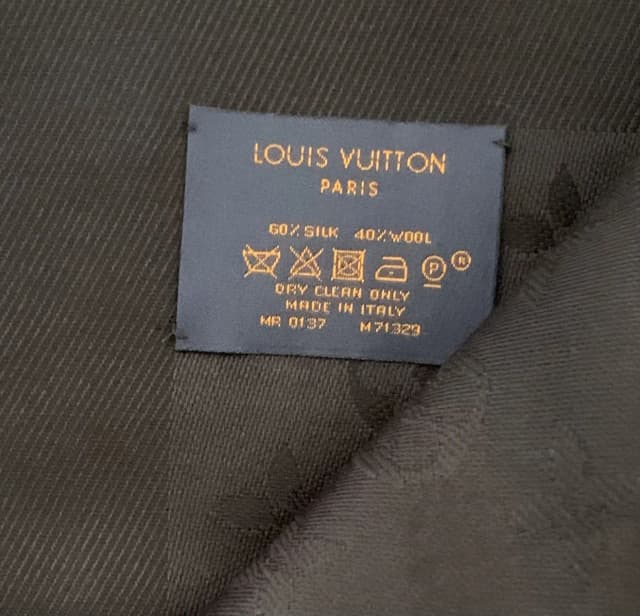 LOUIS VUITTON
PARIS
60% SILK 40% WOOL
P ®
DRY CLEAN ONLY
MADE IN ITALY
MR 0137 M71329